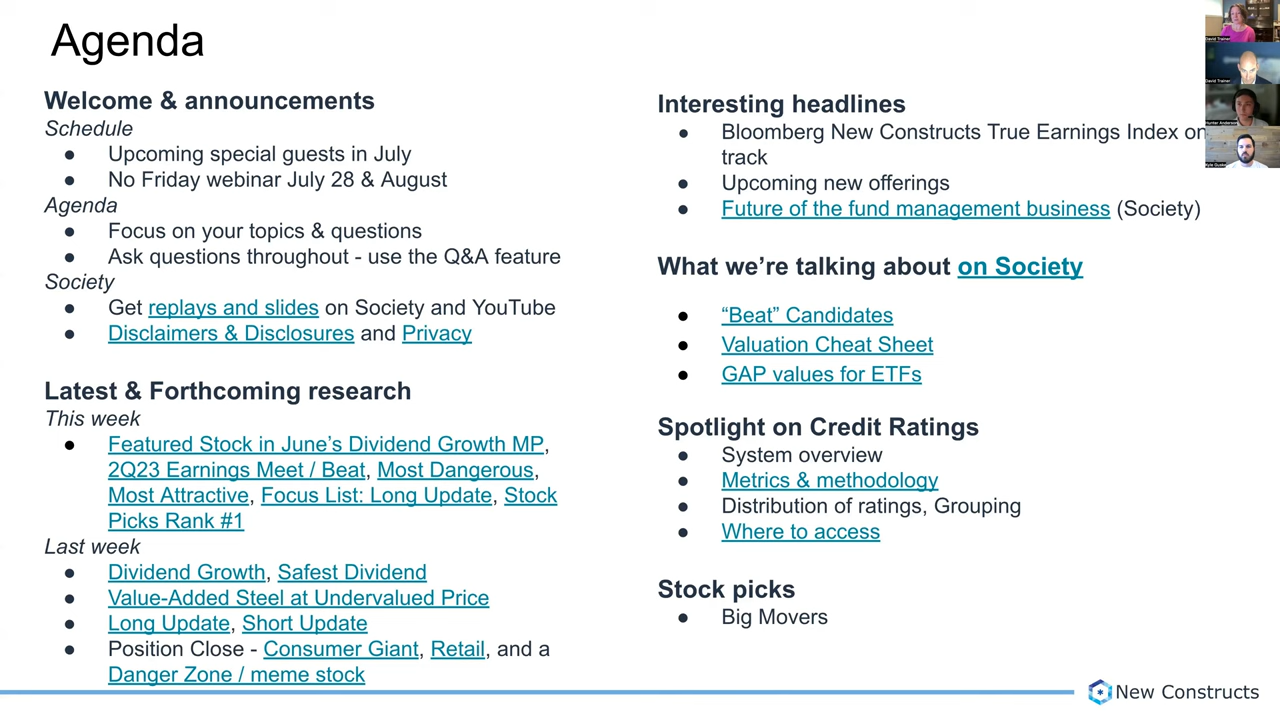 Agenda
Welcome & announcements
Schedule
● Upcoming special guests in July
● No Friday webinar July 28 & August
Agenda
● Focus on your topics & questions
● Ask questions throughout - use the Q&A feature
Society
● Get replays and slides on Society and YouTube
● Disclaimers & Disclosures and Privacy
Latest & Forthcoming research
This week
● Featured Stock in June's Dividend Growth MP,
2Q23 Earnings Meet / Beat, Most Dangerous,
Most Attractive, Focus List: Long Update, Stock
Picks Rank #1
Last week
● Dividend Growth, Safest Dividend
● Value-Added Steel at Undervalued Price
● Long Update, Short Update
● Position Close - Consumer Giant, Retail, and a
Danger Zone / meme stock
Interesting headlines
● Bloomberg New Constructs True Earnings Index on
track
● Upcoming new offerings
● Future of the fund management business (Society)
What we're talking about on Society
● “Beat” Candidates
● Valuation Cheat Sheet
● GAP values for ETFs
Spotlight on Credit Ratings
● System overview
● Metrics & methodology
● Distribution of ratings, Grouping
● Where to access
Stock picks
● Big Movers
David Trainer
David Trainer
Hunter Anderson
New Constructs